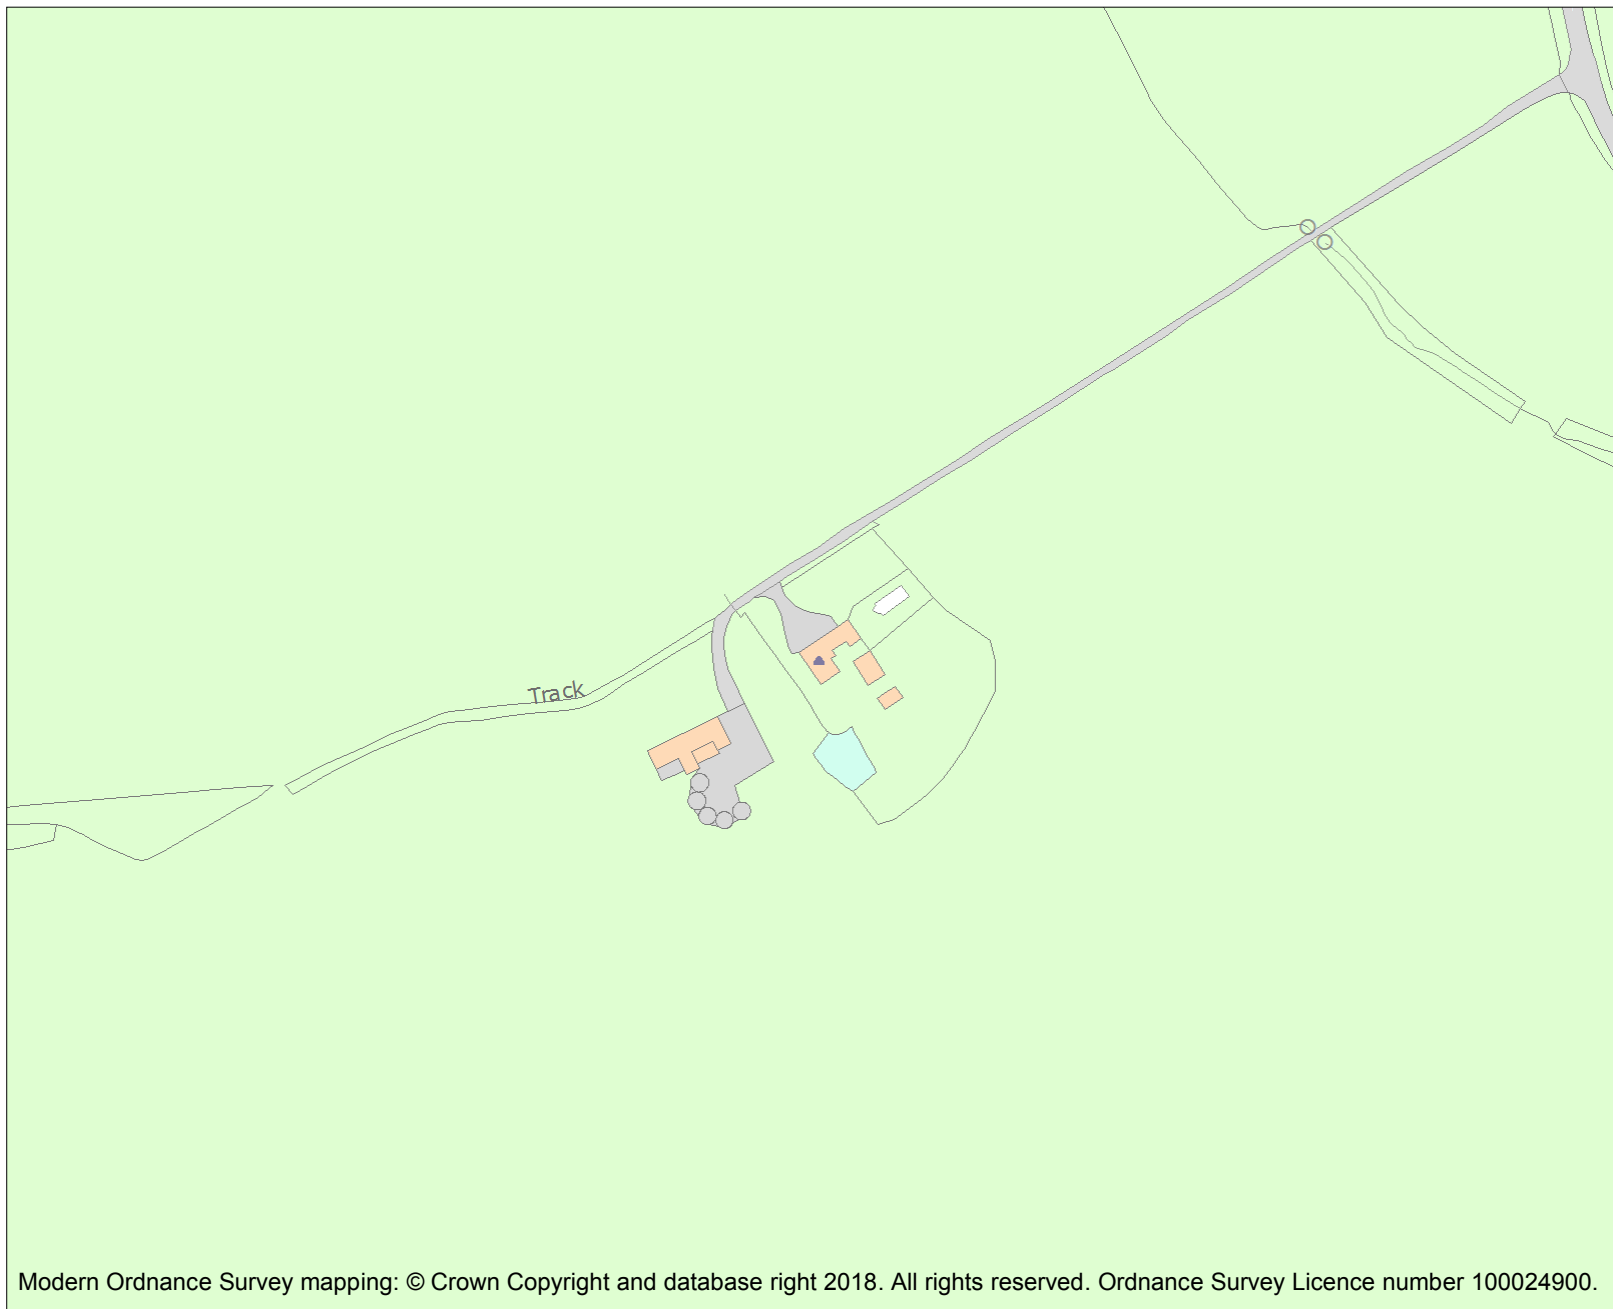 Track
Modern Ordnance Survey mapping: © Crown Copyright and database right 2018. All rights reserved. Ordnance Survey Licence number 100024900.